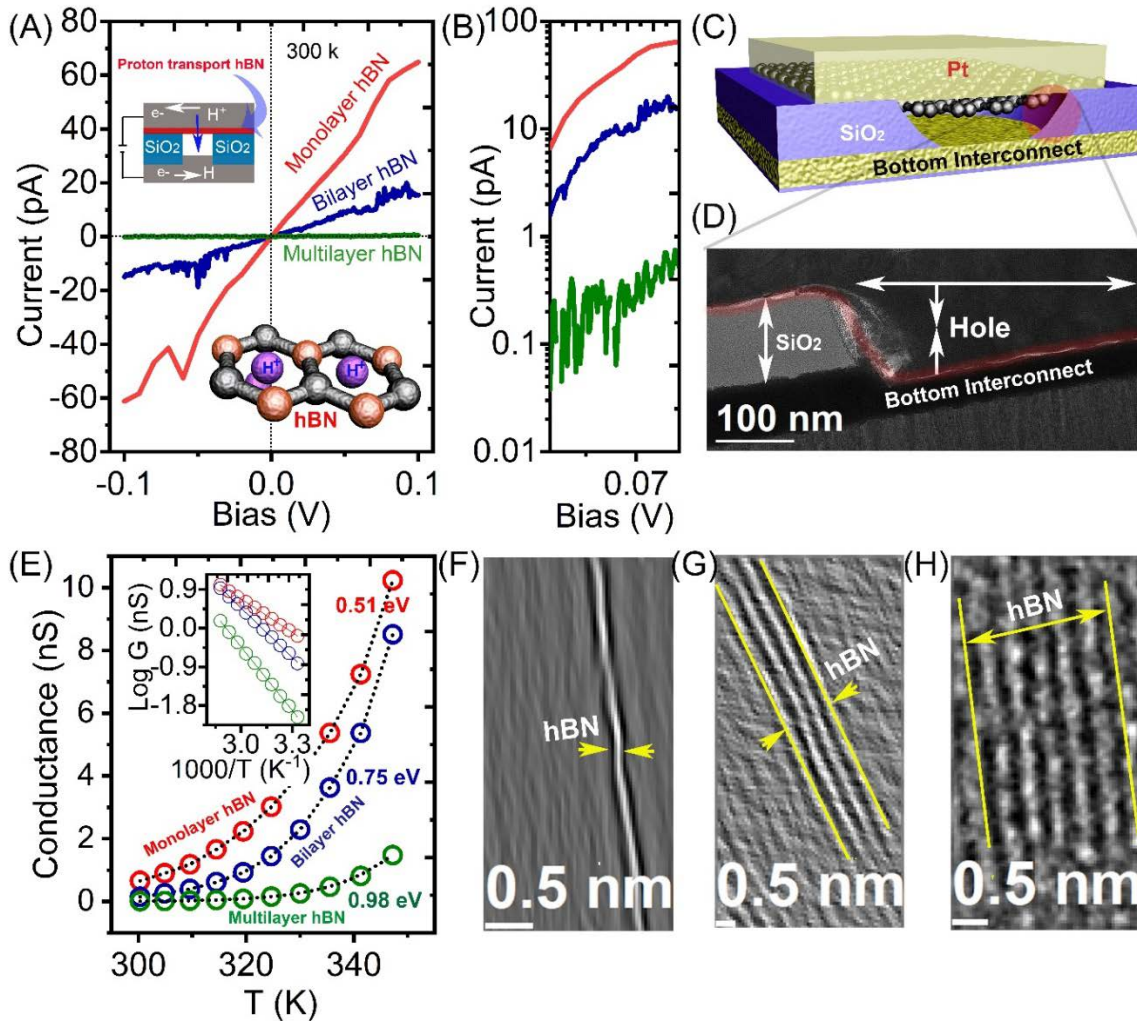 (A)
80
60
40
20
0
-20
-40
-60
-80
Current (pA)
300 k
Proton transport hBN
e- H⁺
SiO₂ SiO₂
e- H
Monolayer hBN
Bilayer hBN
Multilayer hBN
H⁺ H⁺
hBN
-0.1 0.0 0.1
Bias (V)
(B)
100
10
1
0.1
0.01
Current (pA)
0.07
Bias (V)
(C)
Pt
SiO₂
Bottom Interconnect
(D)
SiO₂
Hole
Bottom Interconnect
100 nm
(E)
10
8
6
4
2
0
Conductance (nS)
0.9
0.0
-0.9
-1.8
Log G (nS)
3.0 3.3
1000/T (K⁻¹)
0.51 eV
0.75 eV
0.98 eV
Monolayer hBN
Bilayer hBN
Multilayer hBN
300 320 340
T (K)
(F)
hBN
0.5 nm
(G)
hBN
0.5 nm
(H)
hBN
0.5 nm